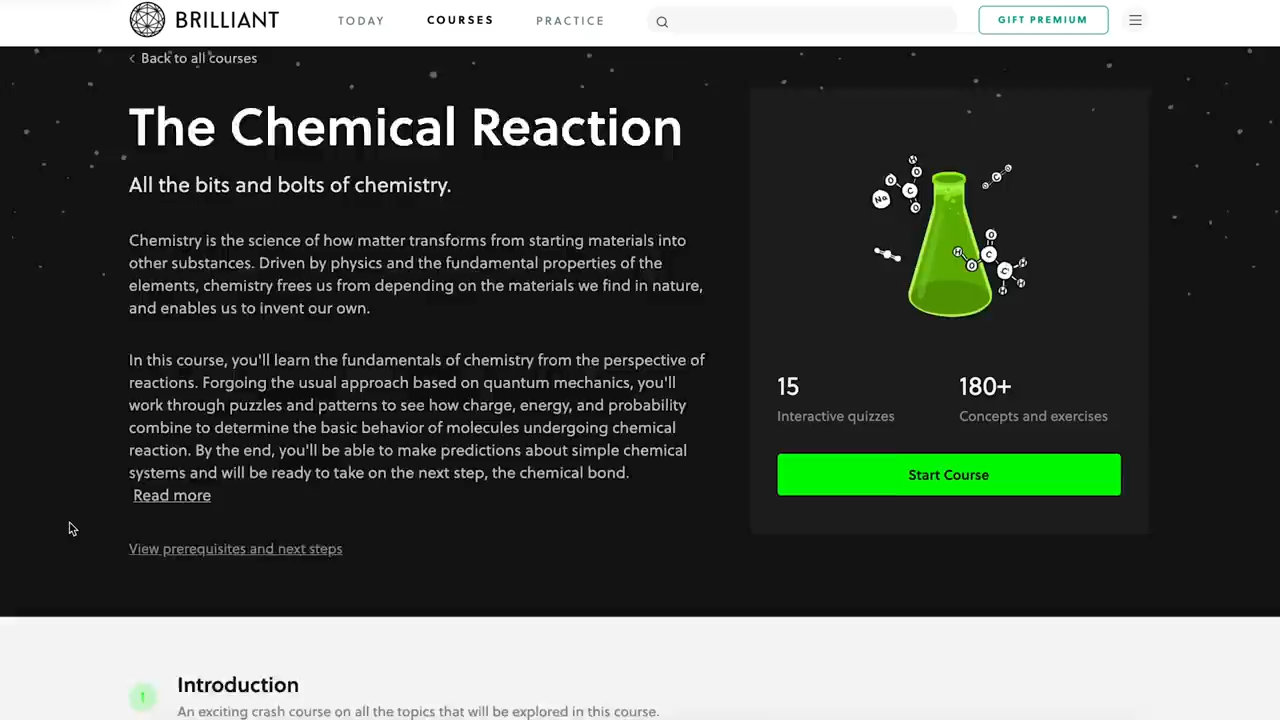 BRILLIANT
TODAY
COURSES
PRACTICE
GIFT PREMIUM
< Back to all courses
The Chemical Reaction
All the bits and bolts of chemistry.
Chemistry is the science of how matter transforms from starting materials into
other substances. Driven by physics and the fundamental properties of the
elements, chemistry frees us from depending on the materials we find in nature,
and enables us to invent our own.
In this course, you'll learn the fundamentals of chemistry from the perspective of
reactions. Forgoing the usual approach based on quantum mechanics, you'll
work through puzzles and patterns to see how charge, energy, and probability
combine to determine the basic behavior of molecules undergoing chemical
reaction. By the end, you'll be able to make predictions about simple chemical
systems and will be ready to take on the next step, the chemical bond.
Read more
View prerequisites and next steps
H
O
O
C
Na
O
C
O
H
C
H
O
C
H
H
H
15
180+
Interactive quizzes
Concepts and exercises
Start Course
1
Introduction
An exciting crash course on all the topics that will be explored in this course.